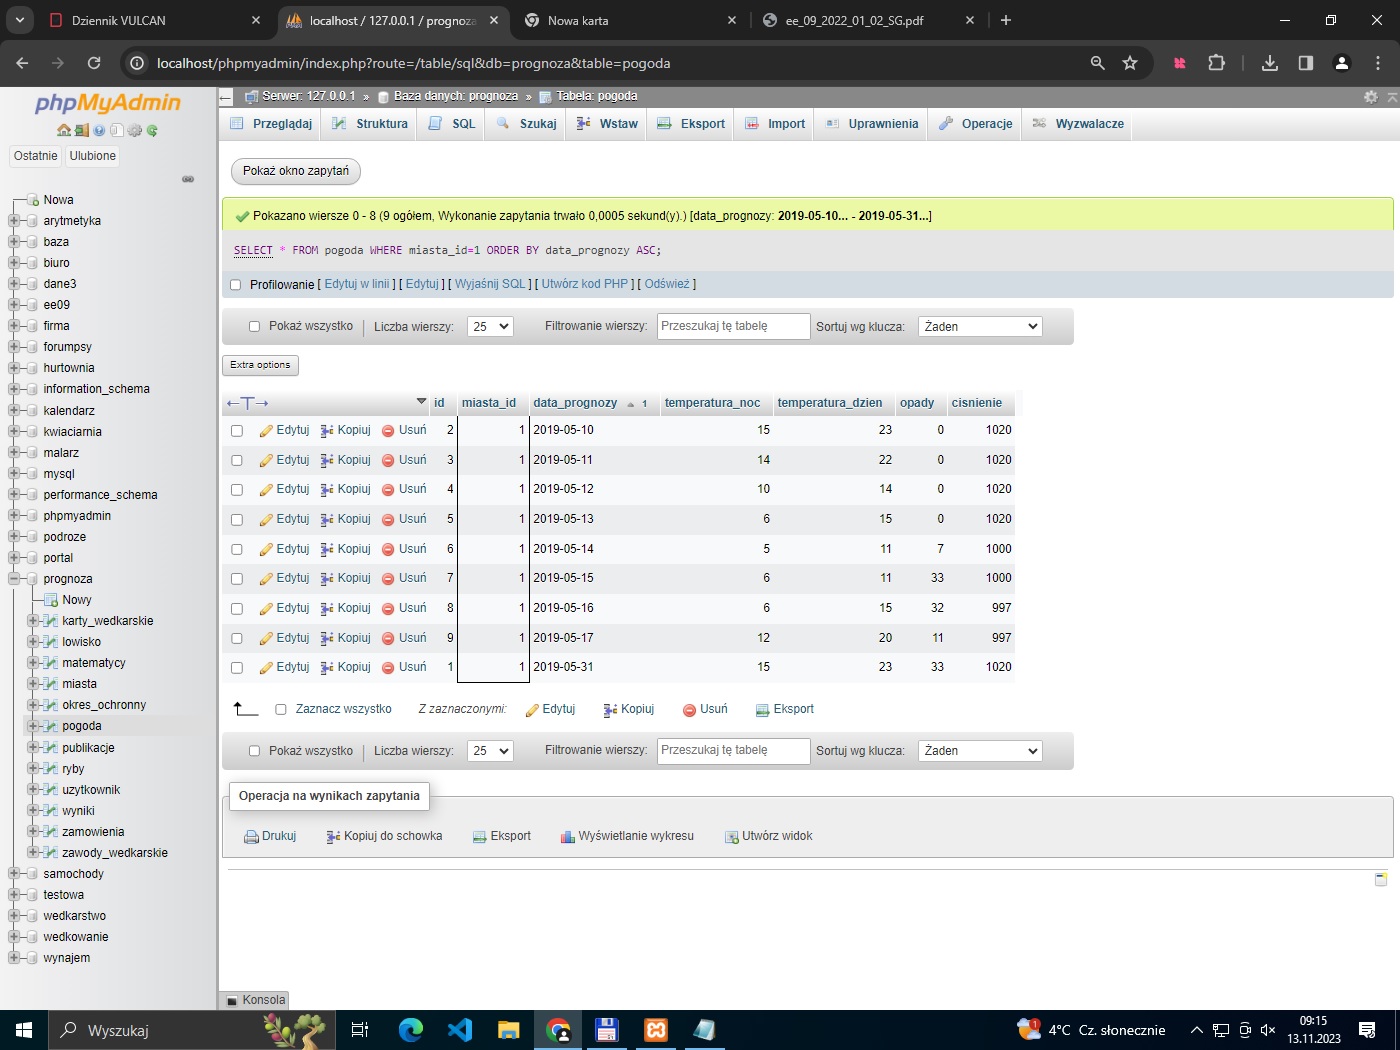 Dziennik VULCAN
localhost / 127.0.0.1 / prognoza
Nowa karta
ee_09_2022_01_02_SG.pdf
localhost/phpmyadmin/index.php?route=/table/sql&db=prognoza&table=pogoda
phpMyAdmin
Ostatnie Ulubione
Nowa
arytmetyka
baza
biuro
dane3
ee09
firma
forumpsy
hurtownia
information_schema
kalendarz
kwiaciarnia
malarz
mysql
performance_schema
phpmyadmin
podroze
portal
prognoza
Nowy
karty_wedkarskie
lowisko
matematycy
miasta
okres_ochronny
pogoda
publikacje
ryby
uzytkownik
wyniki
zamowienia
zawody_wedkarskie
samochody
testowa
wedkarstwo
wedkowanie
wynajem
Serwer: 127.0.0.1 » Baza danych: prognoza » Tabela: pogoda
Przeglądaj Struktura SQL Szukaj Wstaw Eksport Import Uprawnienia Operacje Wyzwalacze
Pokaż okno zapytań
Pokazano wiersze 0 - 8 (9 ogółem, Wykonanie zapytania trwało 0,0005 sekund(y).) [data_prognozy: 2019-05-10... - 2019-05-31...]
SELECT * FROM pogoda WHERE miasta_id=1 ORDER BY data_prognozy ASC;
Profilowanie [ Edytuj w linii ] [ Edytuj ] [ Wyjaśnij SQL ] [ Utwórz kod PHP ] [ Odśwież ]
Pokaż wszystko Liczba wierszy: 25 Filtrowanie wierszy: Przeszukaj tę tabelę Sortuj wg klucza: Żaden
Extra options
id miasta_id data_prognozy 1 temperatura_noc temperatura_dzien opady cisnienie
Edytuj Kopiuj Usuń 2 1 2019-05-10 15 23 0 1020
Edytuj Kopiuj Usuń 3 1 2019-05-11 14 22 0 1020
Edytuj Kopiuj Usuń 4 1 2019-05-12 10 14 0 1020
Edytuj Kopiuj Usuń 5 1 2019-05-13 6 15 0 1020
Edytuj Kopiuj Usuń 6 1 2019-05-14 5 11 7 1000
Edytuj Kopiuj Usuń 7 1 2019-05-15 6 11 33 1000
Edytuj Kopiuj Usuń 8 1 2019-05-16 6 15 32 997
Edytuj Kopiuj Usuń 9 1 2019-05-17 12 20 11 997
Edytuj Kopiuj Usuń 1 1 2019-05-31 15 23 33 1020
Zaznacz wszystko Z zaznaczonymi: Edytuj Kopiuj Usuń Eksport
Pokaż wszystko Liczba wierszy: 25 Filtrowanie wierszy: Przeszukaj tę tabelę Sortuj wg klucza: Żaden
Operacja na wynikach zapytania
Drukuj Kopiuj do schowka Eksport Wyświetlanie wykresu Utwórz widok
Konsola
Wyszukaj
4°C Cz. słonecznie
09:15
13.11.2023